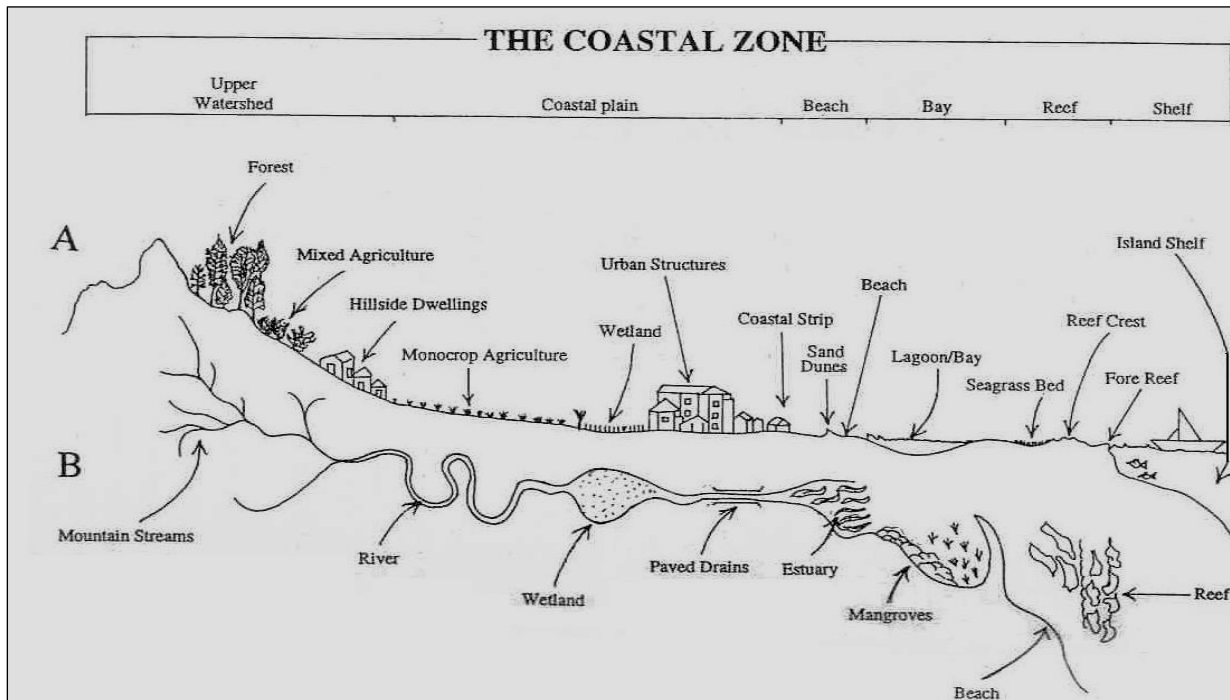 THE COASTAL ZONE
Upper
Watershed
Coastal plain
Beach
Bay
Reef
Shelf
Forest
A
Mixed Agriculture
Hillside Dwellings
Monocrop Agriculture
Wetland
Urban Structures
Coastal Strip
Sand
Dunes
Beach
Lagoon/Bay
Seagrass Bed
Reef Crest
Fore Reef
Island Shelf
B
Mountain Streams
River
Wetland
Paved Drains
Estuary
Mangroves
Beach
Reef